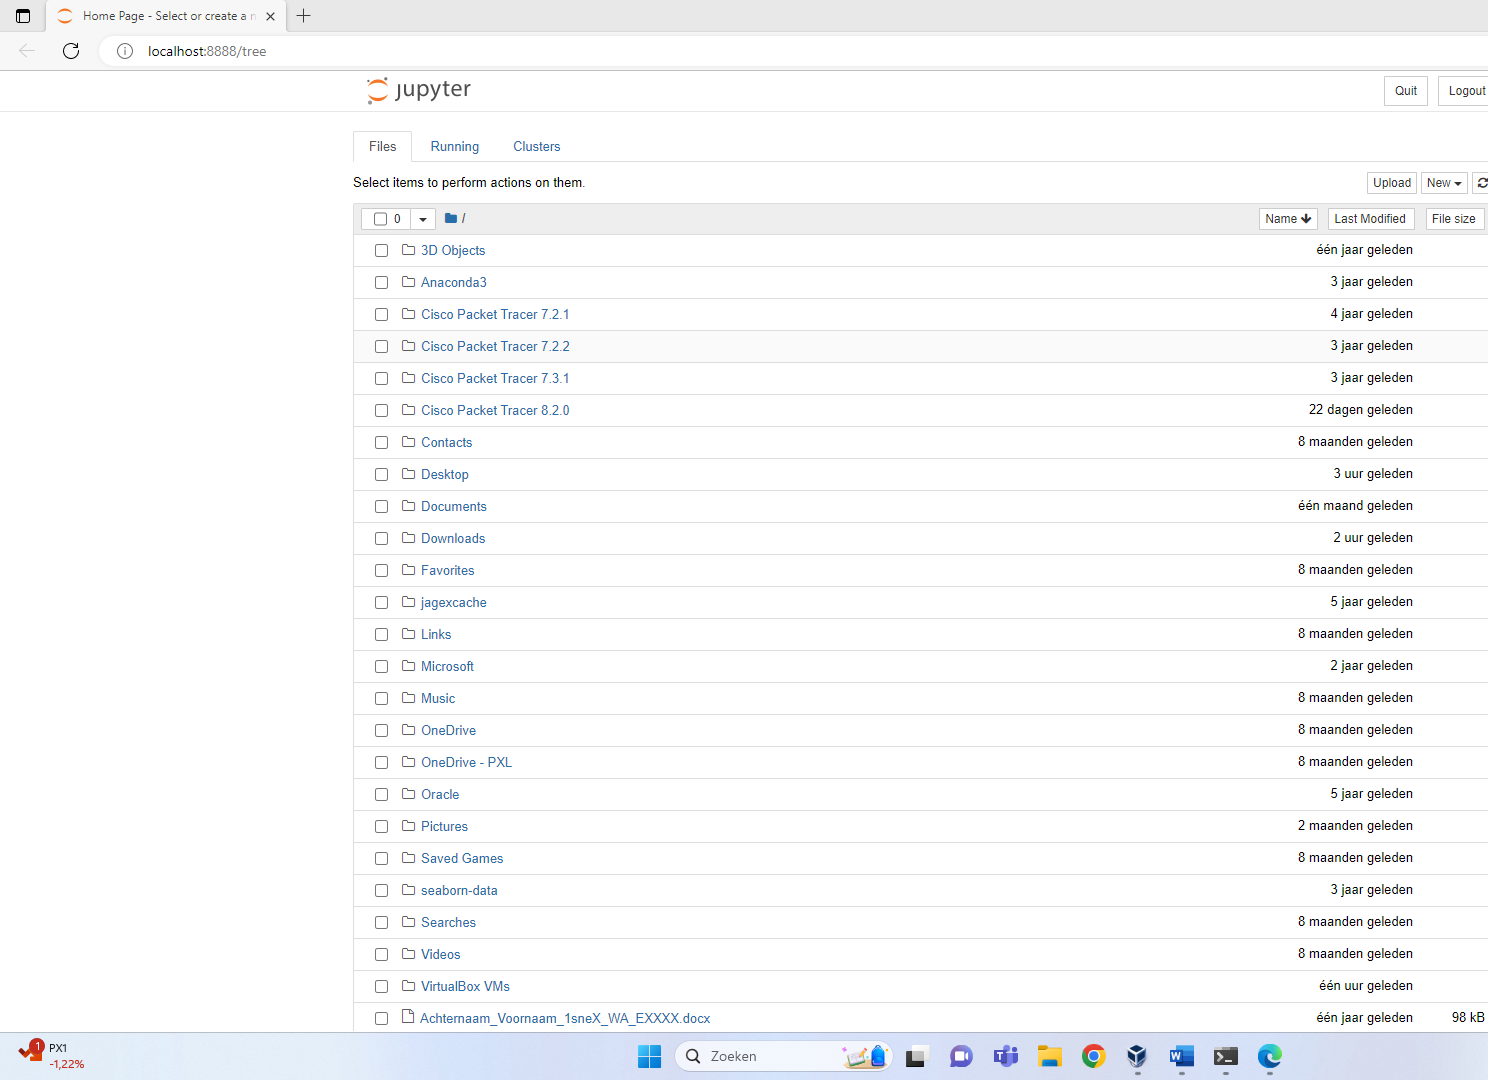 Home Page - Select or create a n
localhost:8888/tree
jupyter
Quit
Logout
Files
Running
Clusters
Select items to perform actions on them.
Upload
New
0
/
Name
Last Modified
File size
3D Objects
één jaar geleden
Anaconda3
3 jaar geleden
Cisco Packet Tracer 7.2.1
4 jaar geleden
Cisco Packet Tracer 7.2.2
3 jaar geleden
Cisco Packet Tracer 7.3.1
3 jaar geleden
Cisco Packet Tracer 8.2.0
22 dagen geleden
Contacts
8 maanden geleden
Desktop
3 uur geleden
Documents
één maand geleden
Downloads
2 uur geleden
Favorites
8 maanden geleden
jagexcache
5 jaar geleden
Links
8 maanden geleden
Microsoft
2 jaar geleden
Music
8 maanden geleden
OneDrive
8 maanden geleden
OneDrive - PXL
8 maanden geleden
Oracle
5 jaar geleden
Pictures
2 maanden geleden
Saved Games
8 maanden geleden
seaborn-data
3 jaar geleden
Searches
8 maanden geleden
Videos
8 maanden geleden
VirtualBox VMs
één uur geleden
Achternaam_Voornaam_1sneX_WA_EXXXX.docx
één jaar geleden
98 kB
1
PX1
-1,22%
Zoeken